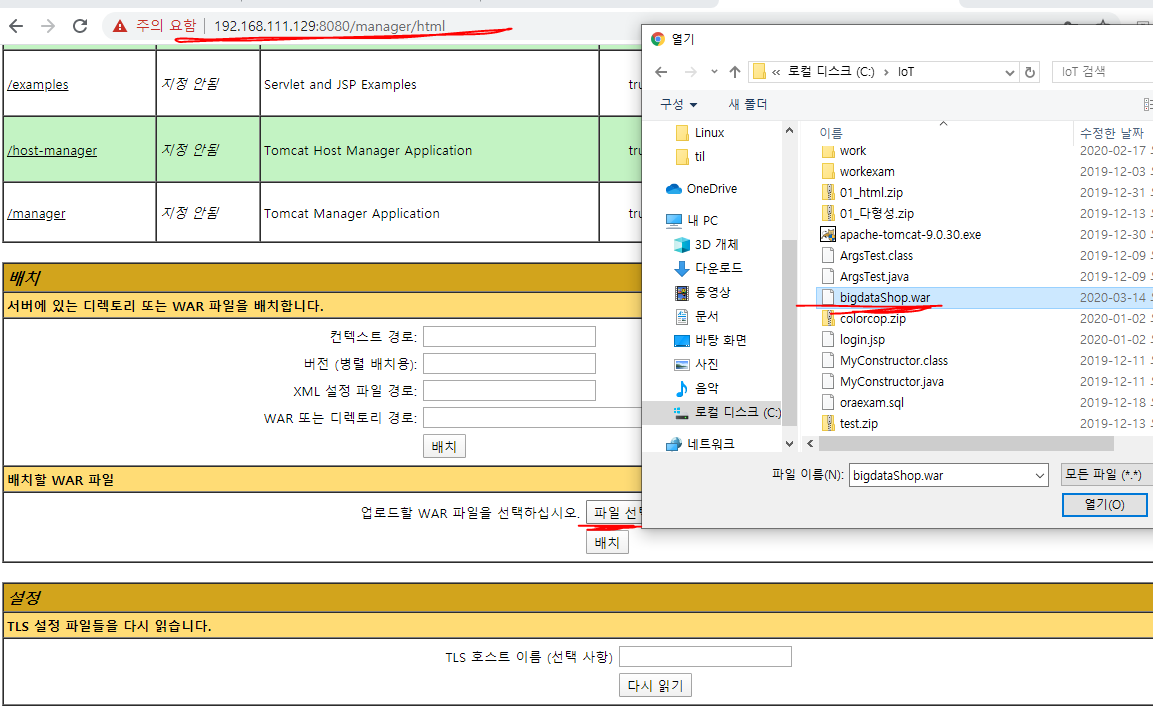 주의 요함 | 192.168.111.129:8080/manager/html
/examples 지정 안됨 Servlet and JSP Examples tru
/host-manager 지정 안됨 Tomcat Host Manager Application tru
/manager 지정 안됨 Tomcat Manager Application tru
배치
서버에 있는 디렉토리 또는 WAR 파일을 배치합니다.
컨텍스트 경로:
버전 (병렬 배치용):
XML 설정 파일 경로:
WAR 또는 디렉토리 경로:
배치
배치할 WAR 파일
업로드할 WAR 파일을 선택하십시오. 파일 선
배치
설정
TLS 설정 파일들을 다시 읽습니다.
TLS 호스트 이름 (선택 사항)
다시 읽기
열기
« 로컬 디스크 (C:) › IoT
IoT 검색
구성 새 폴더
Linux
til
OneDrive
내 PC
3D 개체
다운로드
동영상
문서
바탕 화면
사진
음악
로컬 디스크 (C:)
네트워크
이름 수정한 날짜
work 2020-02-17
workexam 2019-12-03
01_html.zip 2019-12-31
01_다형성.zip 2019-12-13
apache-tomcat-9.0.30.exe 2019-12-30
ArgsTest.class 2019-12-09
ArgsTest.java 2019-12-09
bigdataShop.war 2020-03-14
colorcop.zip 2020-01-02
login.jsp 2020-01-02
MyConstructor.class 2019-12-11
MyConstructor.java 2019-12-11
oraexam.sql 2019-12-18
test.zip 2019-12-13
파일 이름(N): bigdataShop.war 모든 파일 (*.*)
열기(O)